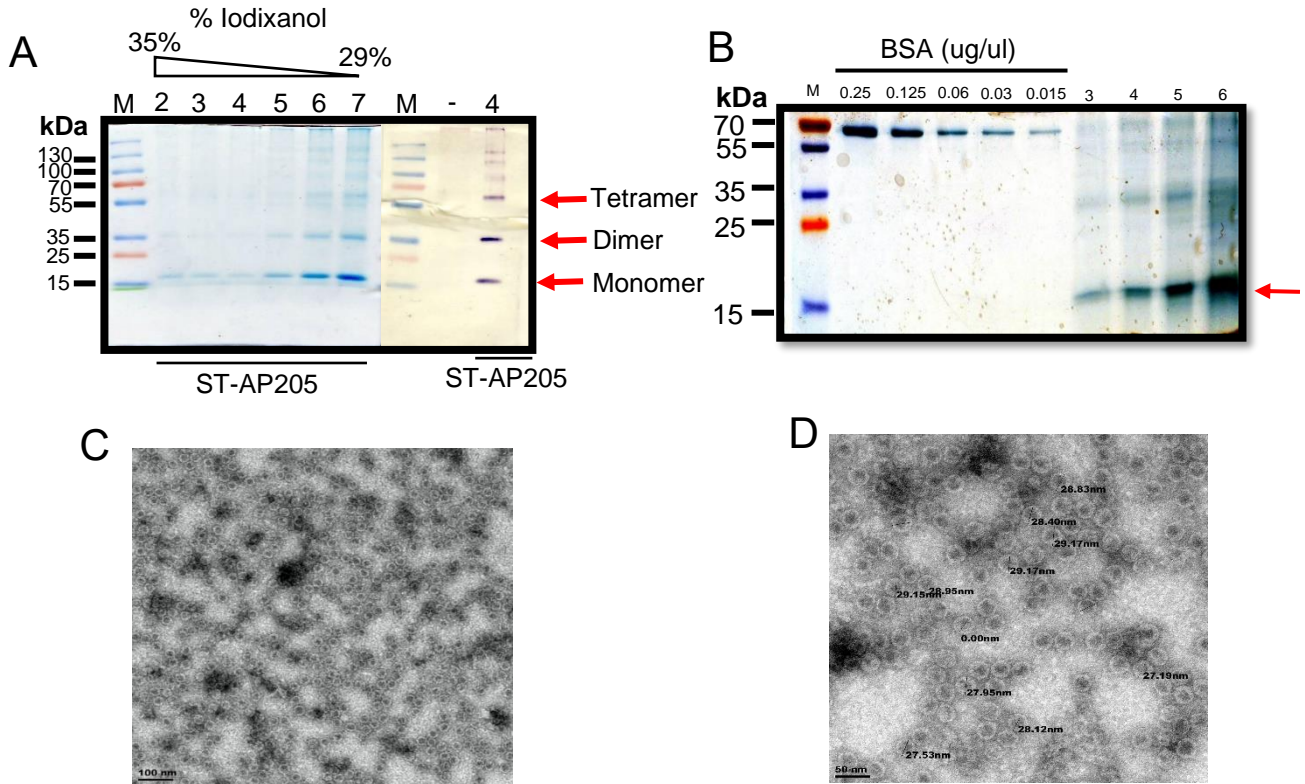 A
% Iodixanol
35%
29%
M 2 3 4 5 6 7 M - 4
kDa
130
100
70
55
35
25
15
Tetramer
Dimer
Monomer
ST-AP205
ST-AP205
B
BSA (ug/ul)
kDa
M 0.25 0.125 0.06 0.03 0.015 3 4 5 6
70
55
35
25
15
C
100 nm
D
28.83nm
28.40nm
29.17nm
29.17nm
29.15nm
28.95nm
0.00nm
27.19nm
27.95nm
28.12nm
27.53nm
50 nm